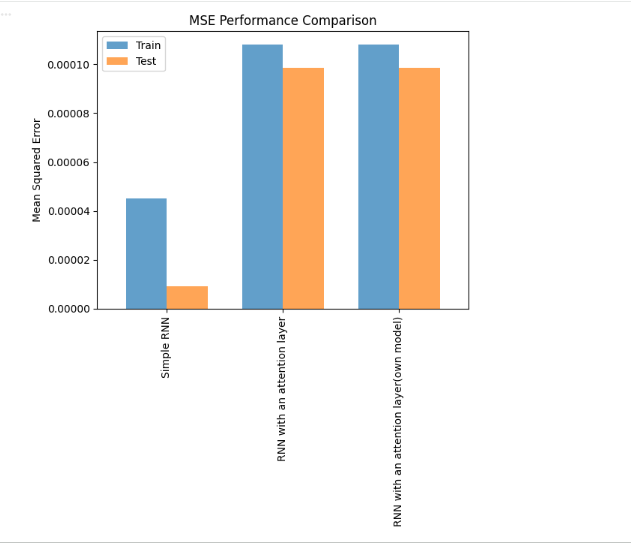 MSE Performance Comparison
Train
Test
Mean Squared Error
0.00010
0.00008
0.00006
0.00004
0.00002
0.00000
Simple RNN
RNN with an attention layer
RNN with an attention layer(own model)